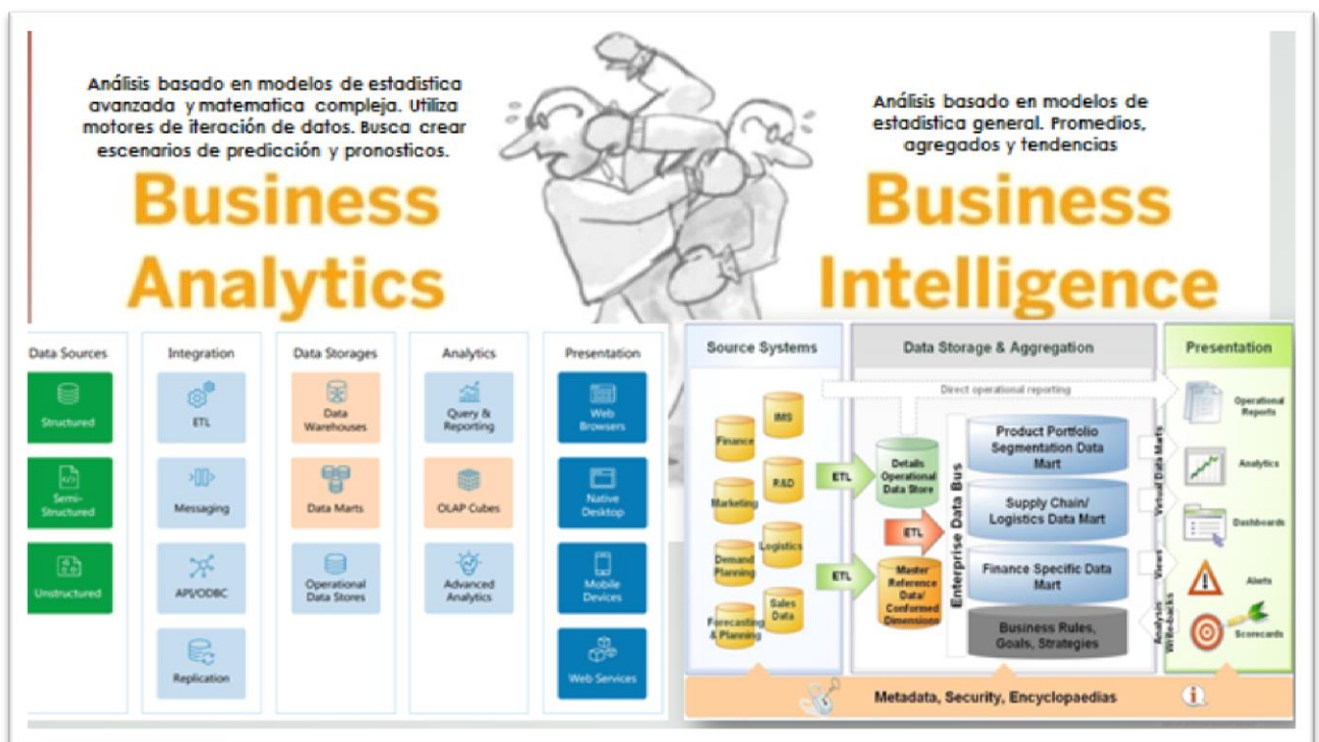 Análisis basado en modelos de estadistica
avanzada y matematica compleja. Utiliza
motores de iteración de datos. Busca crear
escenarios de predicción y pronosticos.
Business
Analytics
Análisis basado en modelos de
estadistica general. Promedios,
agregados y tendencias
Business
Intelligence
Data Sources
Structured
Semi-
Structured
Unstructured
Integration
ETL
Messaging
API/ODBC
Replication
Data Storages
Data
Warehouses
Data Marts
Operational
Data Stores
Analytics
Query &
Reporting
OLAP Cubes
Advanced
Analytics
Presentation
Web
Browsers
Native
Desktop
Mobile
Devices
Web Services
Source Systems
Finance
IMS
Marketing
R&D
Demand
Planning
Logistics
Forecasting
& Planning
Sales
Data
ETL
ETL
Data Storage & Aggregation
Direct operational reporting
Details
Operational
Data Store
ETL
Master
Reference
Data/
Conformed
Dimensions
Enterprise Data Bus
Product Portfolio
Segmentation Data
Mart
Supply Chain/
Logistics Data Mart
Finance Specific Data
Mart
Business Rules,
Goals, Strategies
Virtual Data Marts
Views
Analysis
Write-backs
Presentation
Operational
Reports
Analytics
Dashboards
Alerts
Scorecards
Metadata, Security, Encyclopaedias